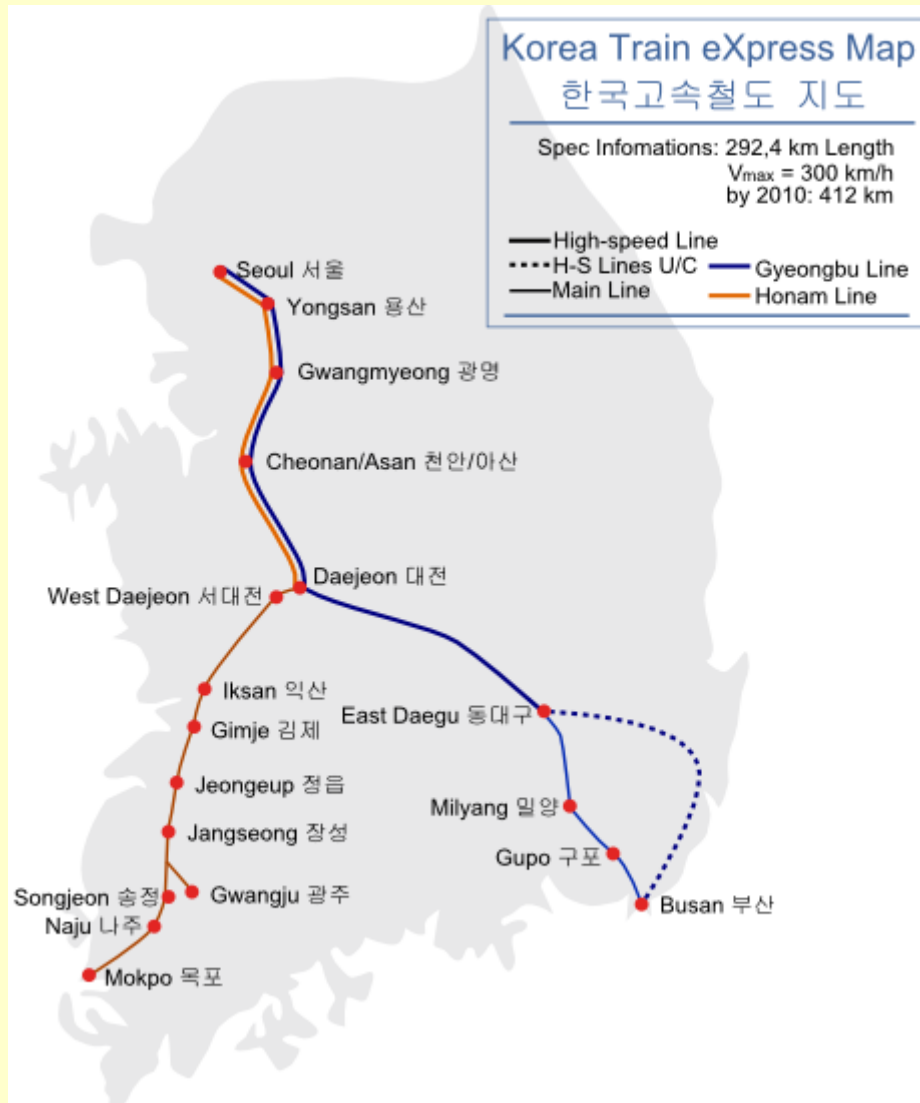 Korea Train eXpress Map
한국고속철도 지도
Spec Infomations: 292,4 km Length
Vmax = 300 km/h
by 2010: 412 km
High-speed Line
H-S Lines U/C
Gyeongbu Line
Main Line
Honam Line
Seoul 서울
Yongsan 용산
Gwangmyeong 광명
Cheonan/Asan 천안/아산
Daejeon 대전
West Daejeon 서대전
Iksan 익산
East Daegu 동대구
Gimje 김제
Jeongeup 정읍
Milyang 밀양
Jangseong 장성
Gupo 구포
Songjeon 송정
Gwangju 광주
Busan 부산
Naju 나주
Mokpo 목포